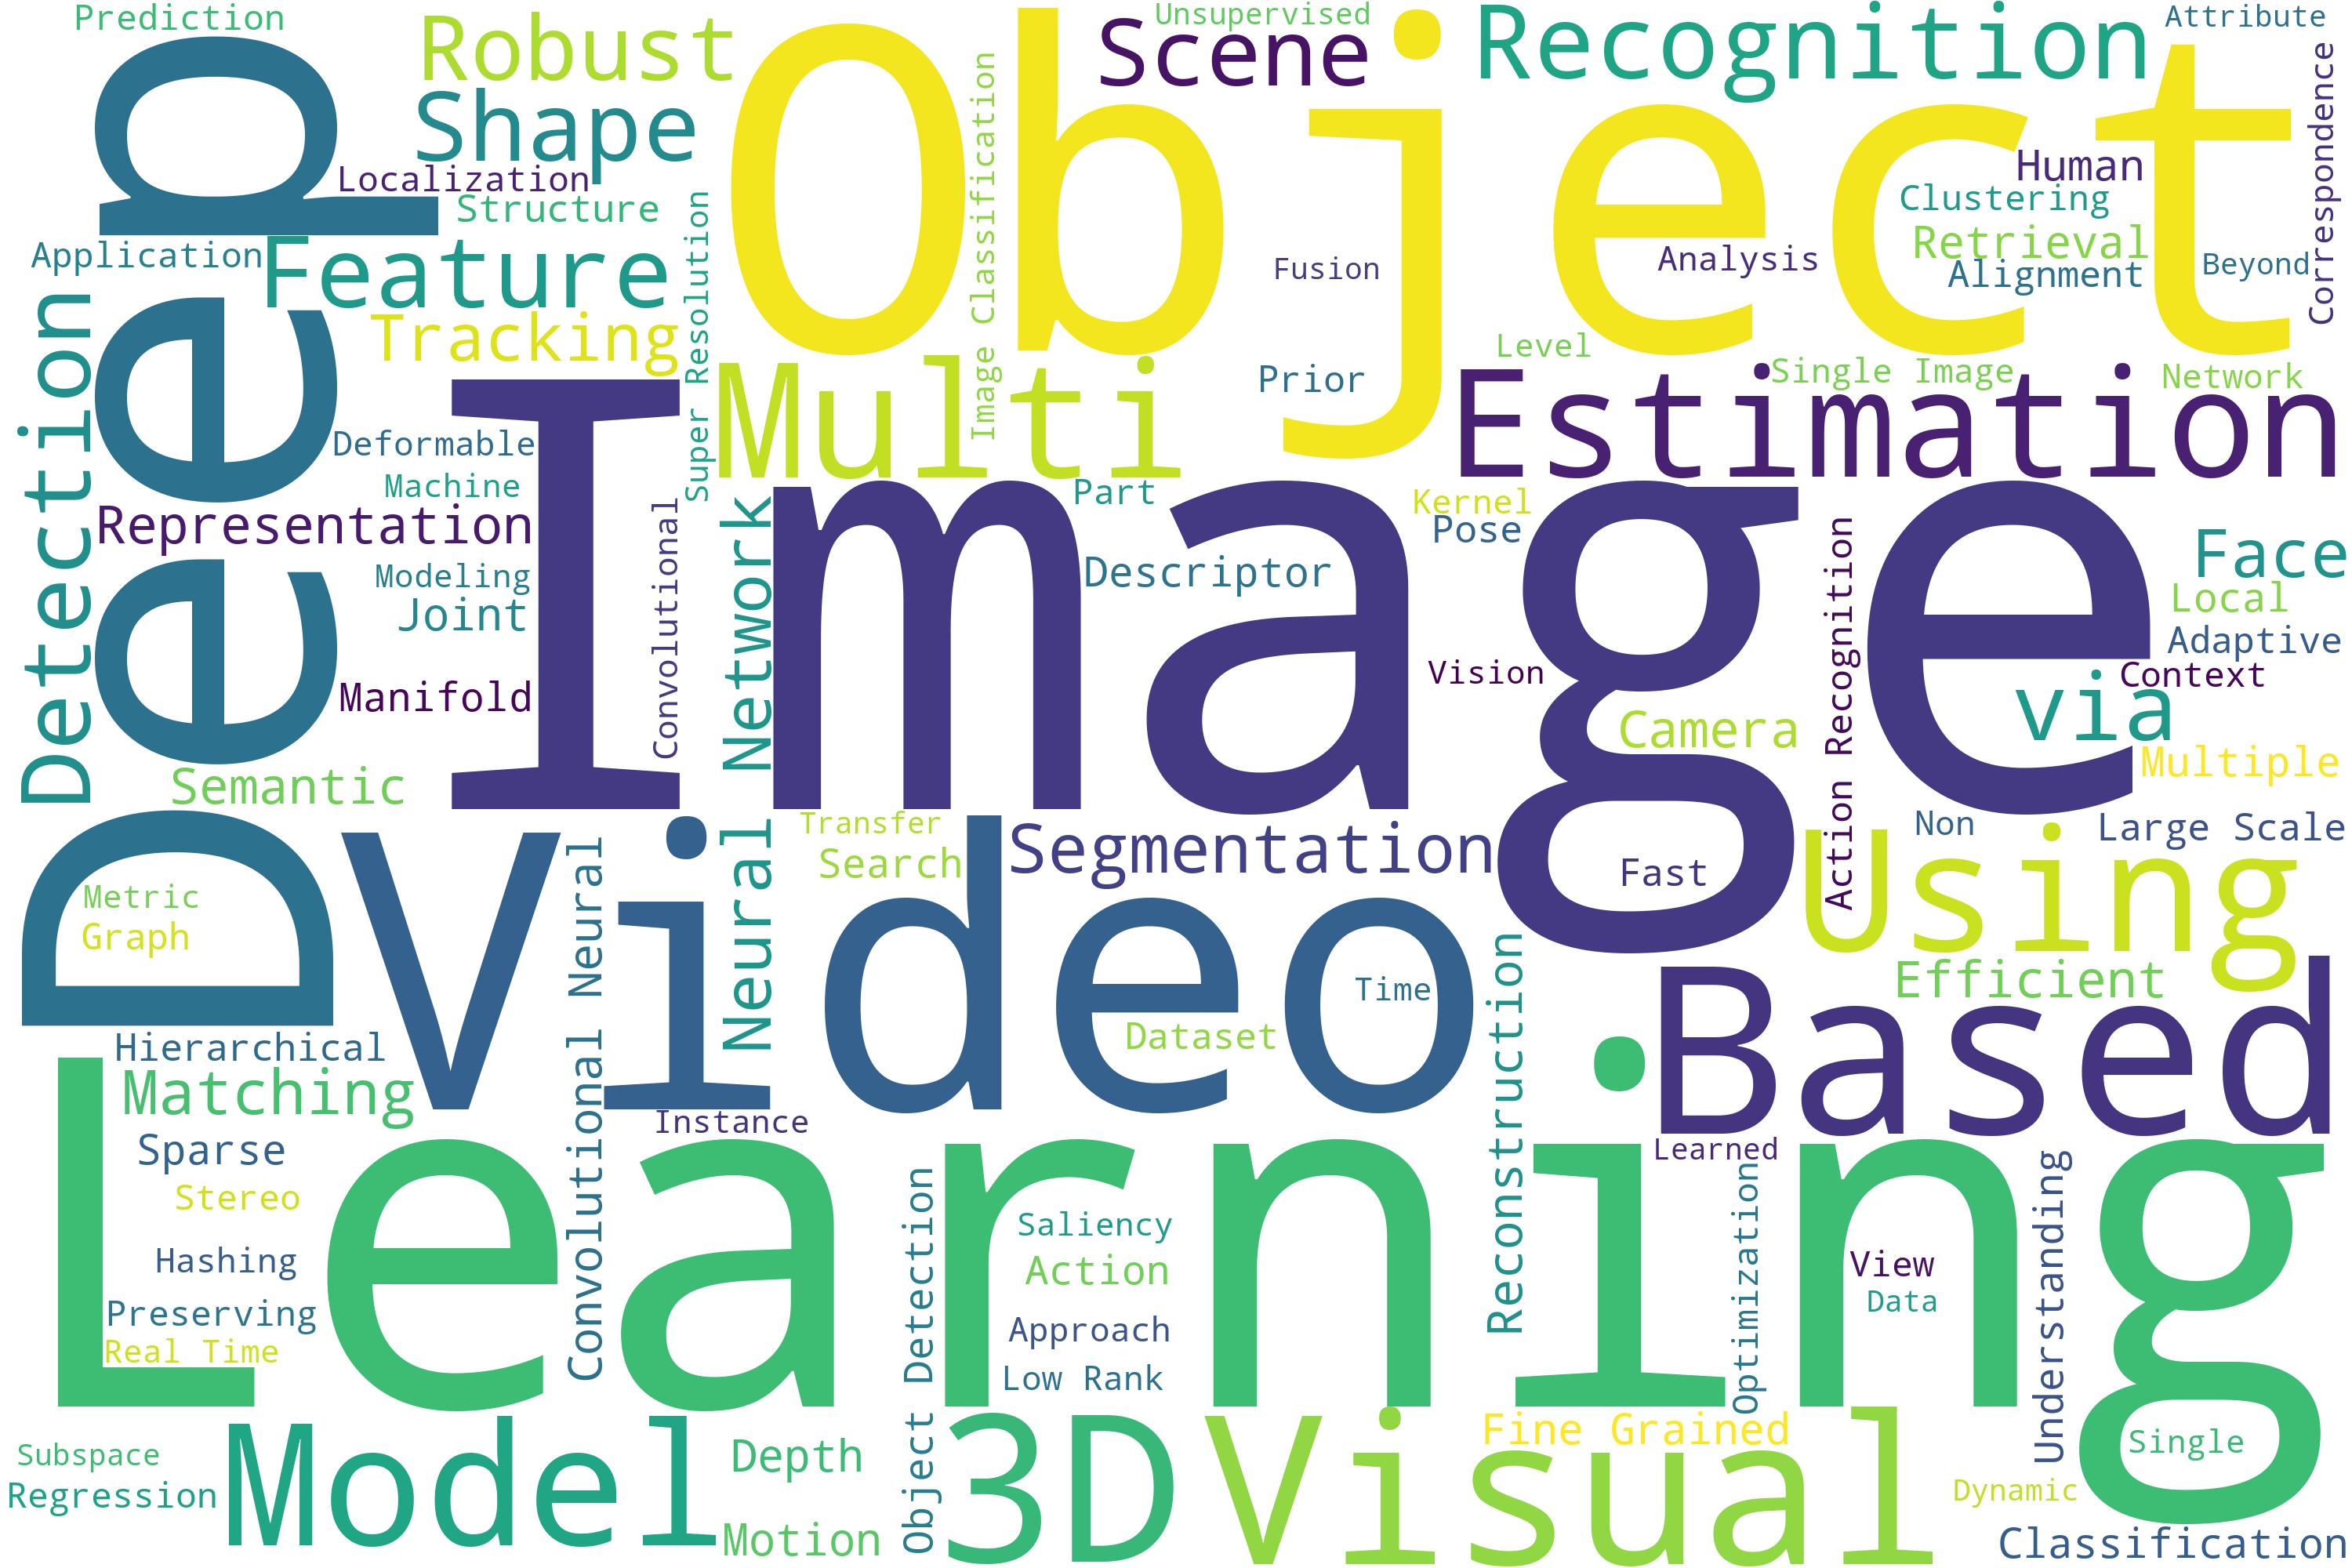 Prediction
Robust
Unsupervised
Scene
Recognition
Attribute
Object
Deep
Shape
Image Classification
Correspondence
Human
Localization
Structure
Clustering
Super Resolution
Application
Feature
Fusion
Analysis
Retrieval
Alignment
Beyond
Detection
Tracking
Multi
Prior
Level
Estimation
Single Image
Network
Image
Deformable
Machine
Part
Kernel
Representation
Convolutional
Neural Network
Descriptor
Pose
Action Recognition
Face
Modeling
Joint
Local
Adaptive
Manifold
Vision
Context
via
Camera
Multiple
Semantic
Video
Transfer
Search
Segmentation
Fast
Non
Large Scale
Using
Metric
Graph
Convolutional Neural
Time
Dataset
Reconstruction
Efficient
Based
Hierarchical
Matching
Instance
Learning
Learned
Sparse
Stereo
Object Detection
Saliency
Optimization
Understanding
Hashing
Action
View
Data
Preserving
Approach
Real Time
Low Rank
Model
3D
Visual
Fine Grained
Subspace
Depth
Single
Regression
Dynamic
Motion
Classification